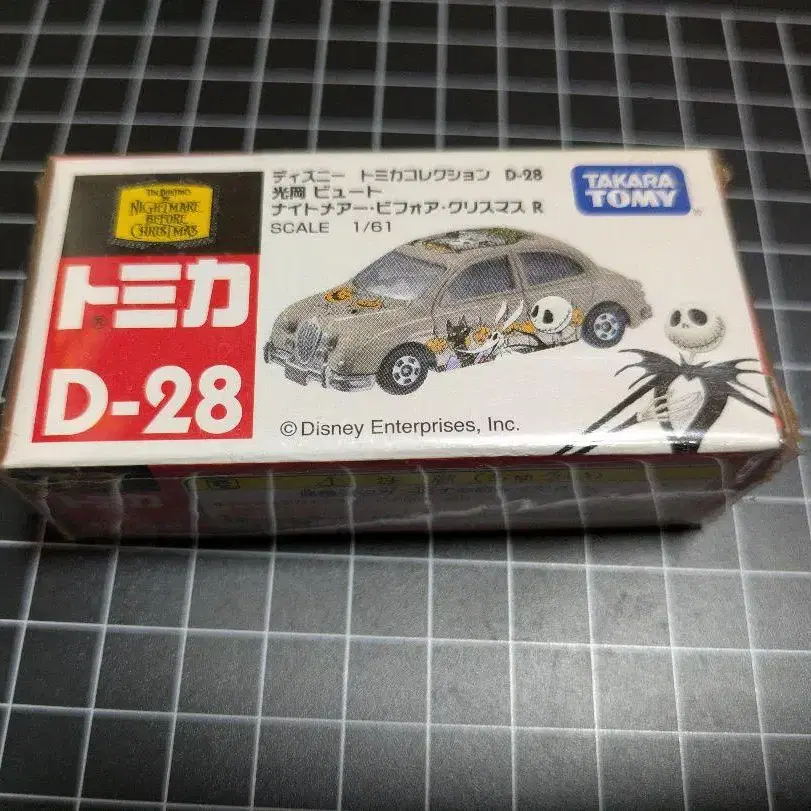 ディズニー トミカコレクション D-28
光岡 ビュート
ナイトメアー・ビフォア・クリスマス R
SCALE 1/61
TAKARA
TOMY
NIGHTMARE
BEFORE
CHRISTMAS
トミカ
D-28
©Disney Enterprises, Inc.